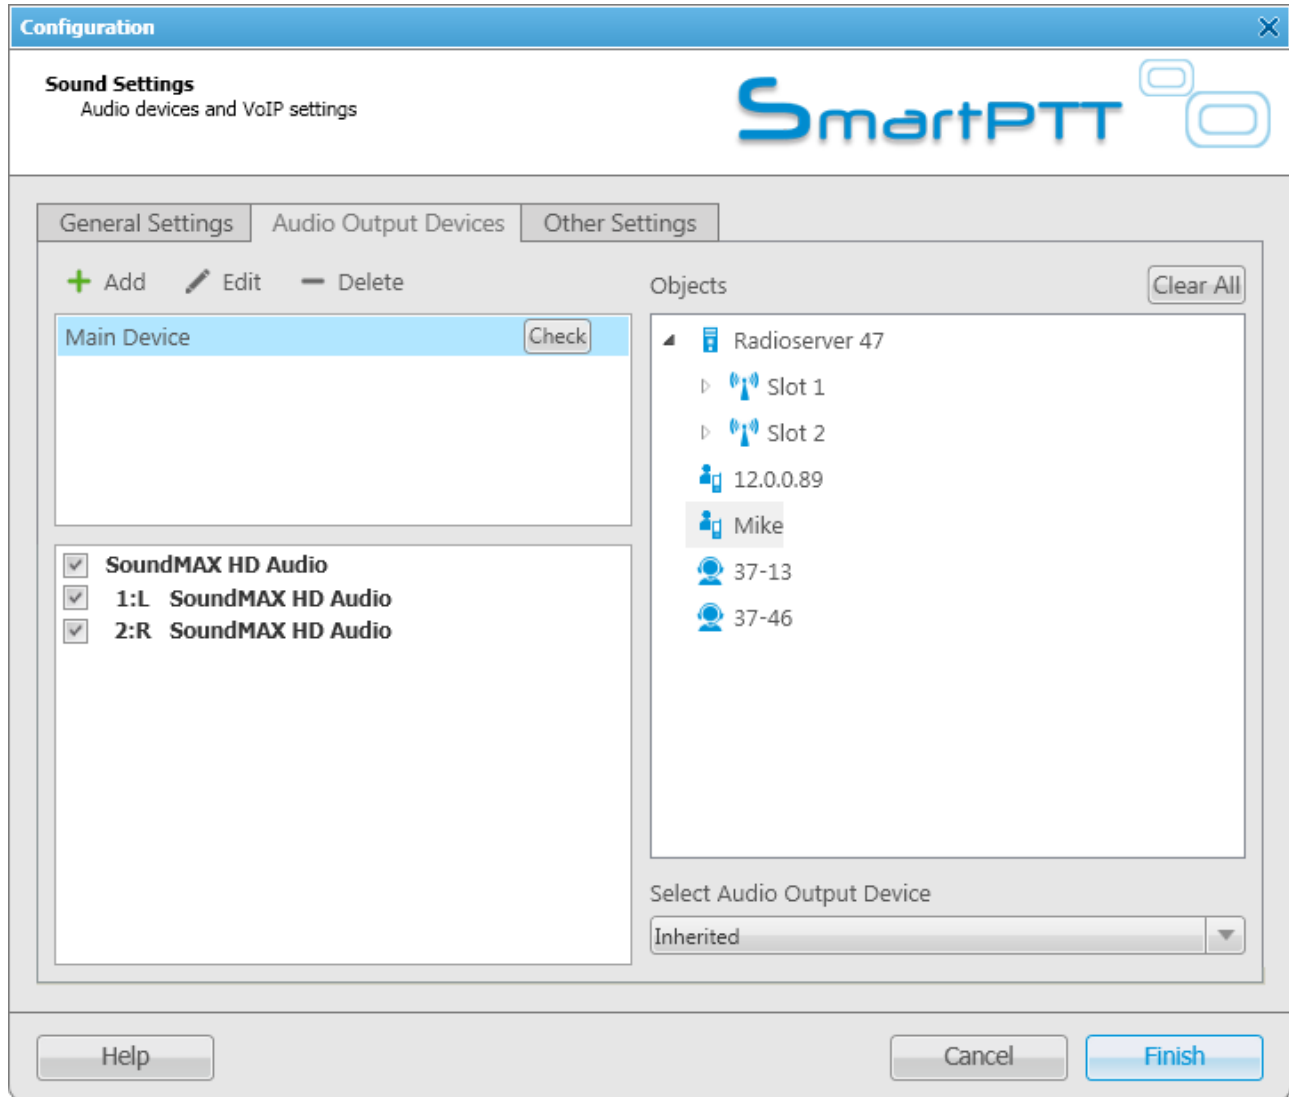 Configuration
Sound Settings
Audio devices and VoIP settings
SmartPTT
General Settings
Audio Output Devices
Other Settings
Add
Edit
Delete
Main Device
Check
SoundMAX HD Audio
1:L SoundMAX HD Audio
2:R SoundMAX HD Audio
Objects
Clear All
Radioserver 47
Slot 1
Slot 2
12.0.0.89
Mike
37-13
37-46
Select Audio Output Device
Inherited
Help
Cancel
Finish